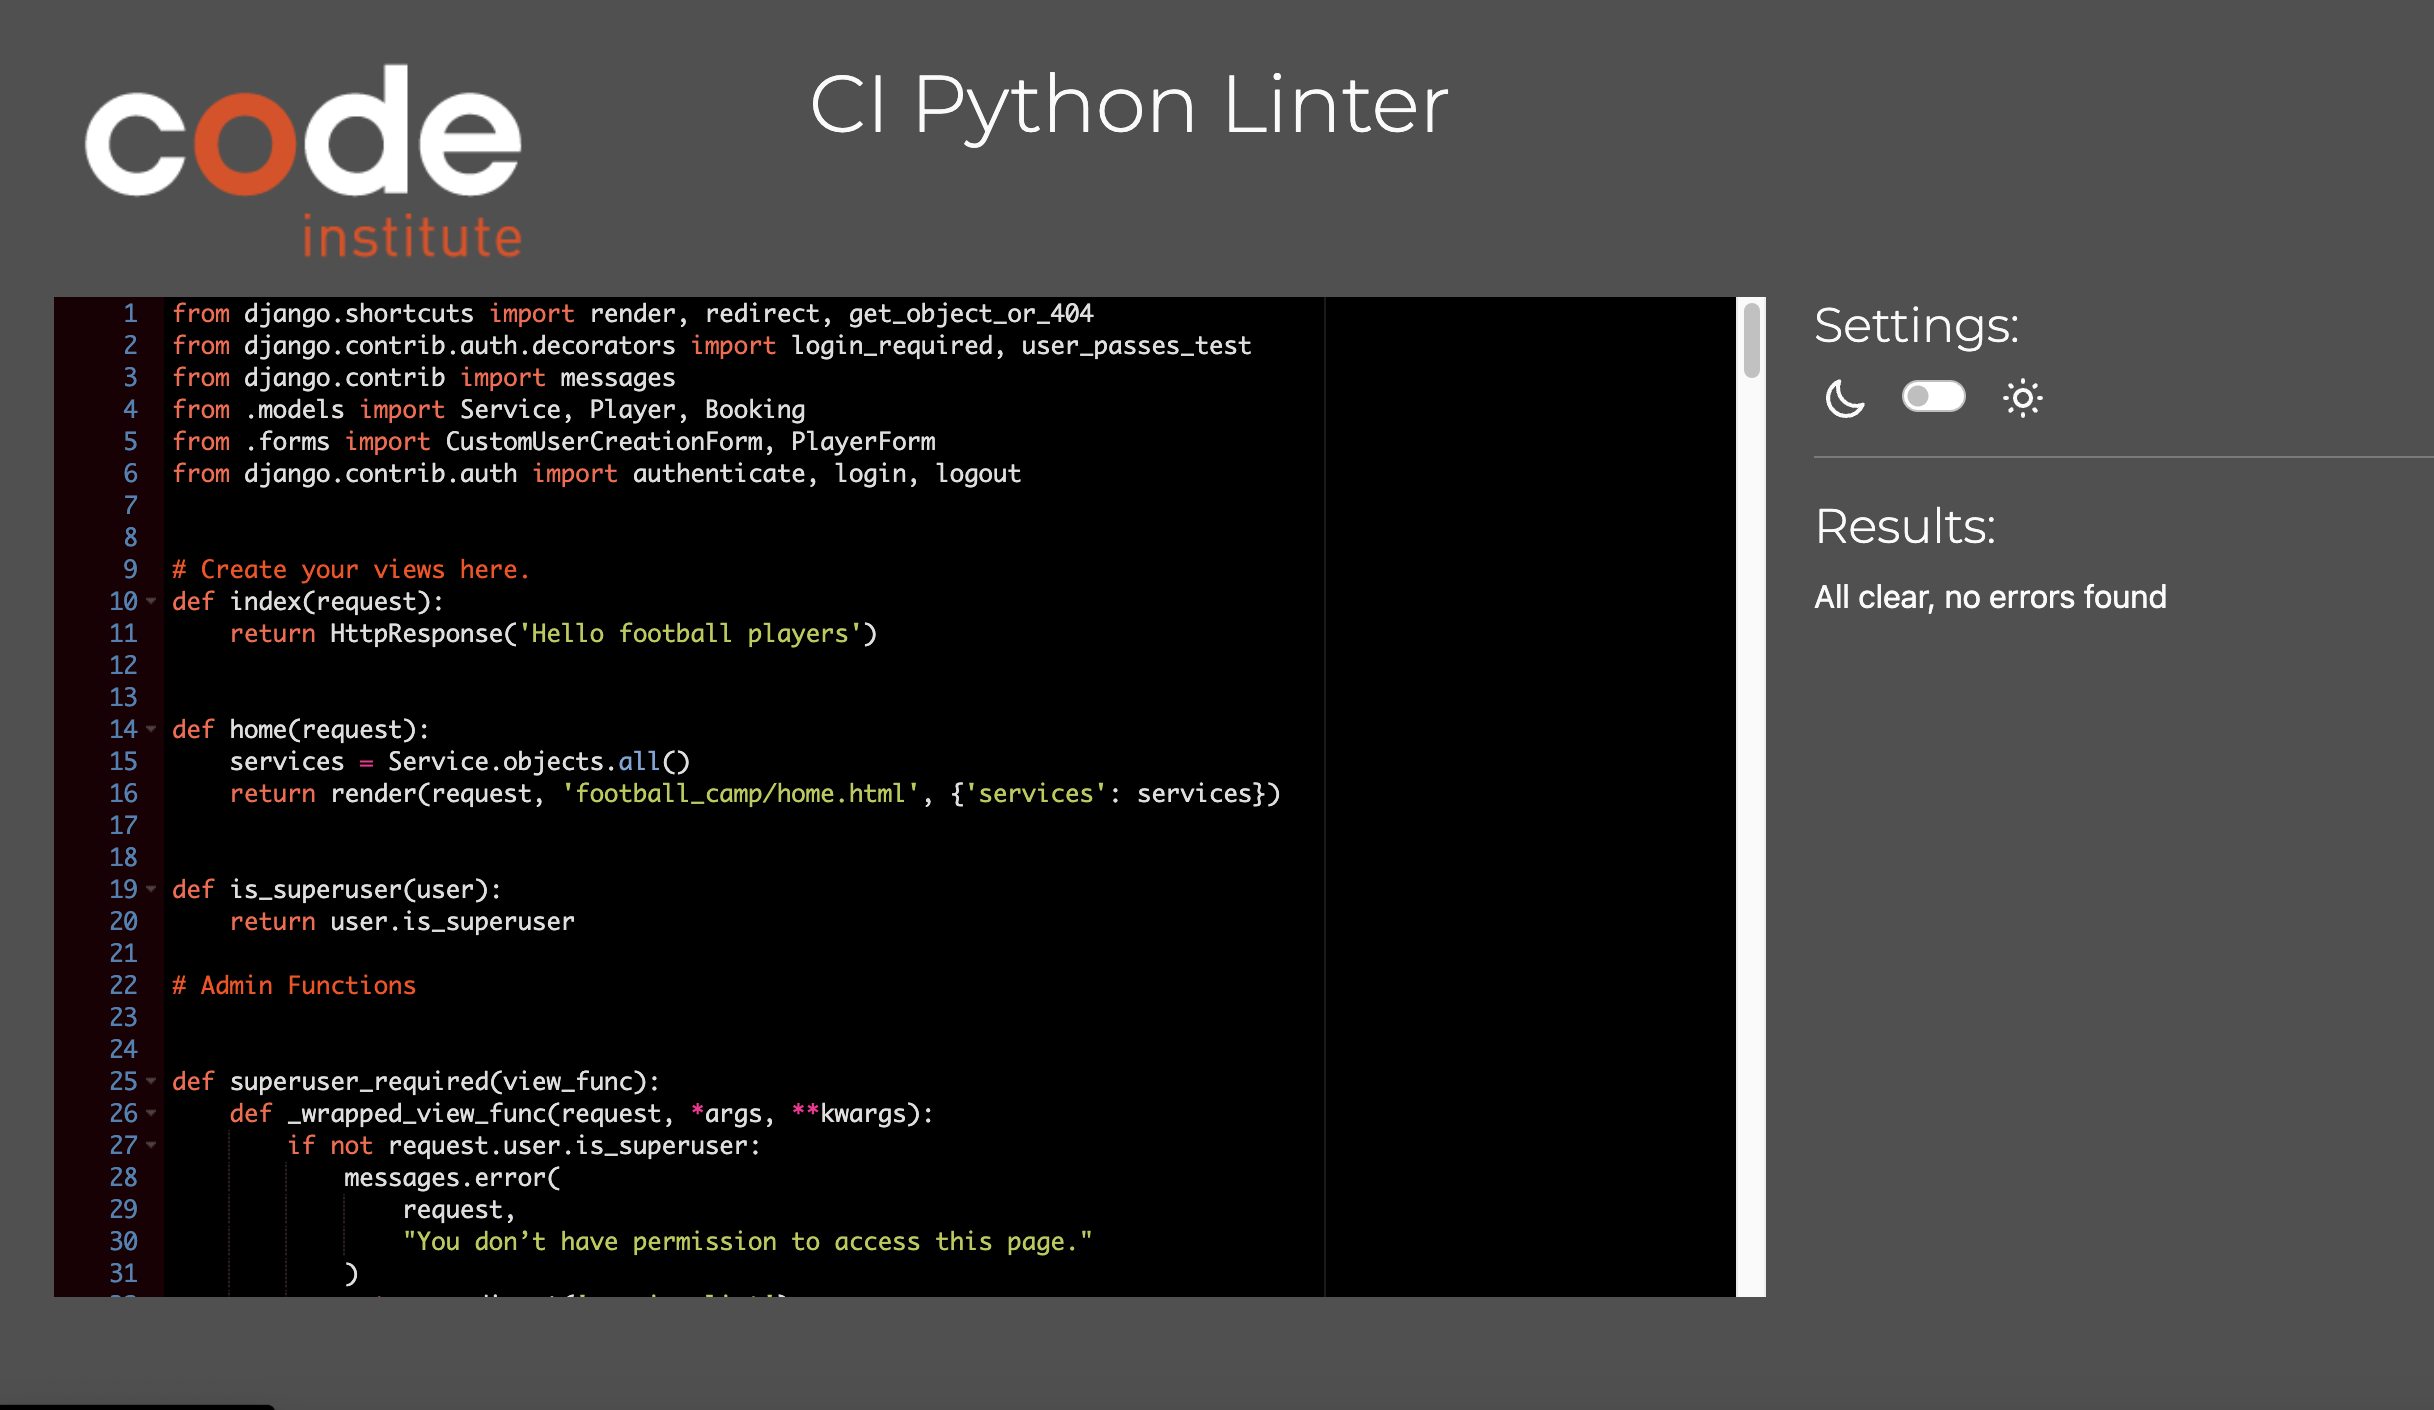 code
institute
CI Python Linter
1 from django.shortcuts import render, redirect, get_object_or_404
2 from django.contrib.auth.decorators import login_required, user_passes_test
3 from django.contrib import messages
4 from .models import Service, Player, Booking
5 from .forms import CustomUserCreationForm, PlayerForm
6 from django.contrib.auth import authenticate, login, logout
7
8
9 # Create your views here.
10 def index(request):
11     return HttpResponse('Hello football players')
12
13
14 def home(request):
15     services = Service.objects.all()
16     return render(request, 'football_camp/home.html', {'services': services})
17
18
19 def is_superuser(user):
20     return user.is_superuser
21
22 # Admin Functions
23
24
25 def superuser_required(view_func):
26     def _wrapped_view_func(request, *args, **kwargs):
27         if not request.user.is_superuser:
28             messages.error(
29                 request,
30                 "You don’t have permission to access this page."
31             )
Settings:
Results:
All clear, no errors found